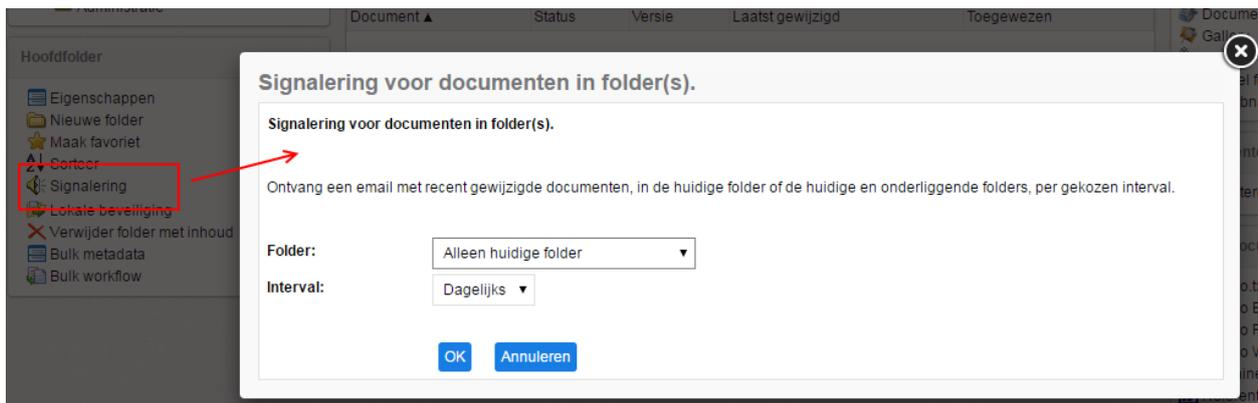 Administratie
Document ▲ Status Versie Laatst gewijzigd Toegewezen
Hoofdfolder
Eigenschappen
Nieuwe folder
Maak favoriet
Sorteer
Signalering
Lokale beveiliging
Verwijder folder met inhoud
Bulk metadata
Bulk workflow
Signalering voor documenten in folder(s).
Signalering voor documenten in folder(s).
Ontvang een email met recent gewijzigde documenten, in de huidige folder of de huidige en onderliggende folders, per gekozen interval.
Folder: Alleen huidige folder
Interval: Dagelijks
OK Annuleren